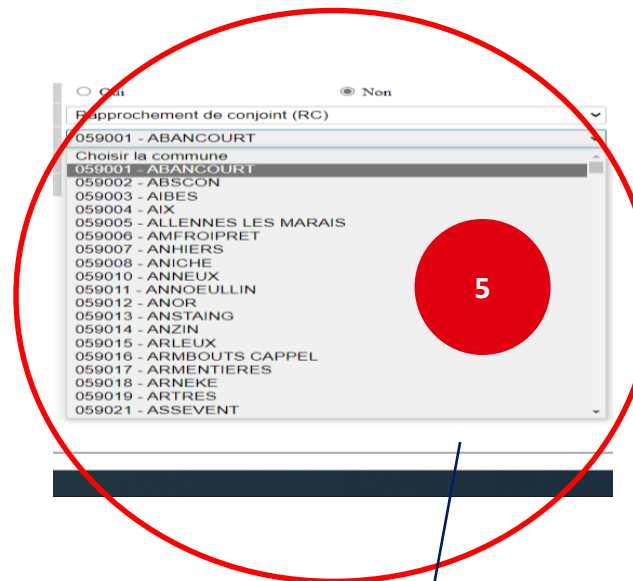 Oui Non
Rapprochement de conjoint (RC)
059001 - ABANCOURT
Choisir la commune
059001 - ABANCOURT
059002 - ABSCON
059003 - AIBES
059004 - AIX
059005 - ALLENNES LES MARAIS
059006 - AMFROIPRET
059007 - ANHIERS
059008 - ANICHE
059010 - ANNEUX
059011 - ANNOEULLIN
059012 - ANOR
059013 - ANSTAING
059014 - ANZIN
059015 - ARLEUX
059016 - ARMBOUTS CAPPEL
059017 - ARMENTIERES
059018 - ARNEKE
059019 - ARTRES
059021 - ASSEVENT
5